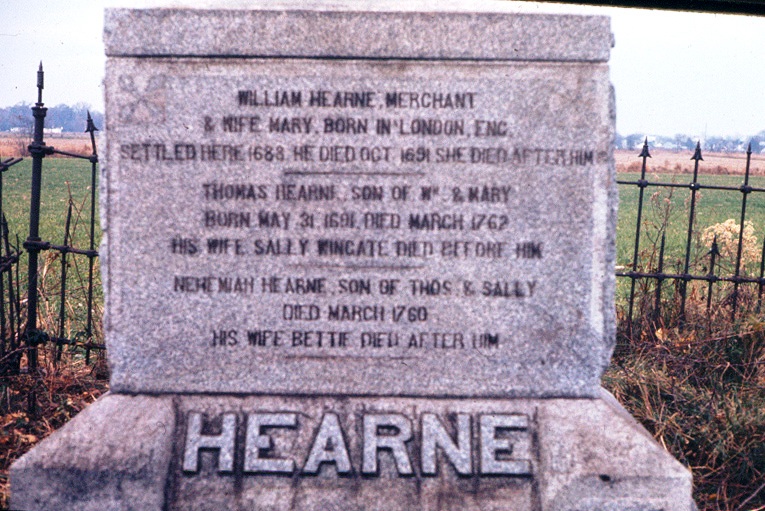 WILLIAM HEARNE, MERCHANT
& WIFE MARY, BORN IN LONDON, ENG.
SETTLED HERE 1688, HE DIED OCT. 1691 SHE DIED AFTER HIM
THOMAS HEARNE, SON OF Wᴹ. & MARY
BORN MAY 31, 1691, DIED MARCH 1762
HIS WIFE SALLY WINGATE DIED BEFORE HIM
NEHEMIAH HEARNE, SON OF THOS. & SALLY
DIED MARCH 1760
HIS WIFE BETTIE DIED AFTER HIM
HEARNE